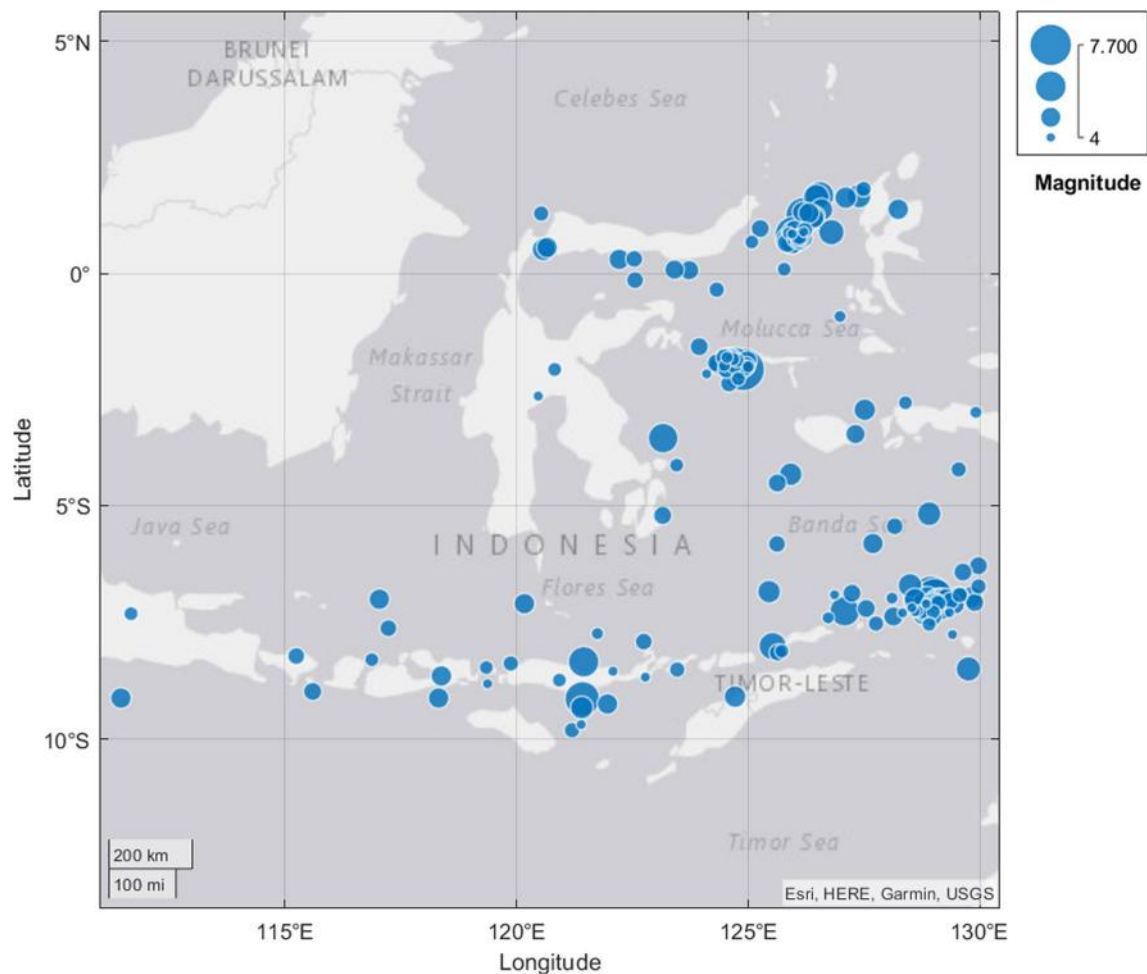 5°N
BRUNEI
DARUSSALAM
Celebes Sea
7.700
4
Magnitude
0°
Molucca Sea
Makassar
Strait
Latitude
5°S
Java Sea
Banda
INDONESIA
Flores Sea
TIMOR-LESTE
10°S
Timor Sea
200 km
100 mi
Esri, HERE, Garmin, USGS
115°E
120°E
125°E
130°E
Longitude